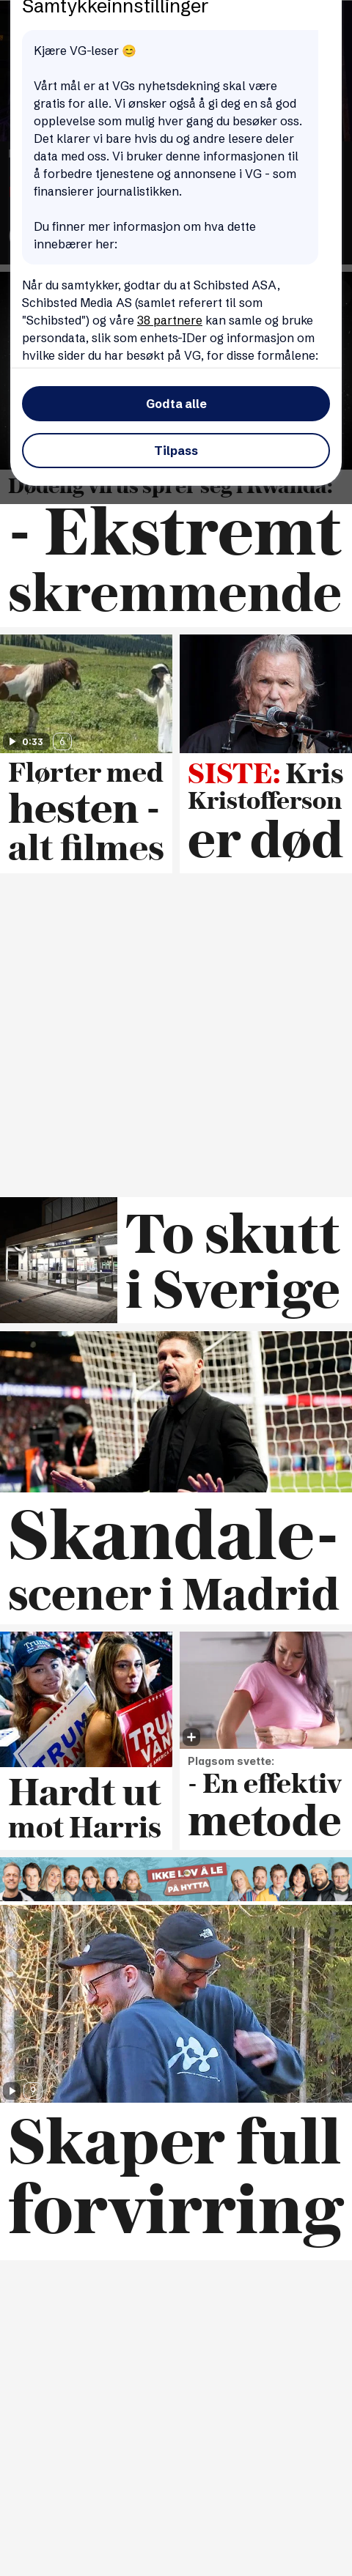 Samtykkeinnstillinger
Kjære VG-leser 😊
Vårt mål er at VGs nyhetsdekning skal være
gratis for alle. Vi ønsker også å gi deg en så god
opplevelse som mulig hver gang du besøker oss.
Det klarer vi bare hvis du og andre lesere deler
data med oss. Vi bruker denne informasjonen til
å forbedre tjenestene og annonsene i VG - som
finansierer journalistikken.
Du finner mer informasjon om hva dette
innebærer her:
Når du samtykker, godtar du at Schibsted ASA,
Schibsted Media AS (samlet referert til som
"Schibsted") og våre 38 partnere kan samle og bruke
persondata, slik som enhets-IDer og informasjon om
hvilke sider du har besøkt på VG, for disse formålene:
Godta alle
Tilpass
Dødelig virus sprer seg i Rwanda:
- Ekstremt
skremmende
0:33
6
Flørter med
hesten -
alt filmes
SISTE: Kris
Kristofferson
er død
To skutt
i Sverige
Skandale-
scener i Madrid
Trump
TRUMP
VANCE
TRUM
VAN
Hardt ut
mot Harris
Plagsom svette:
- En effektiv
metode
IKKE LOV Å LE
PÅ HYTTA
Skaper full
forvirring